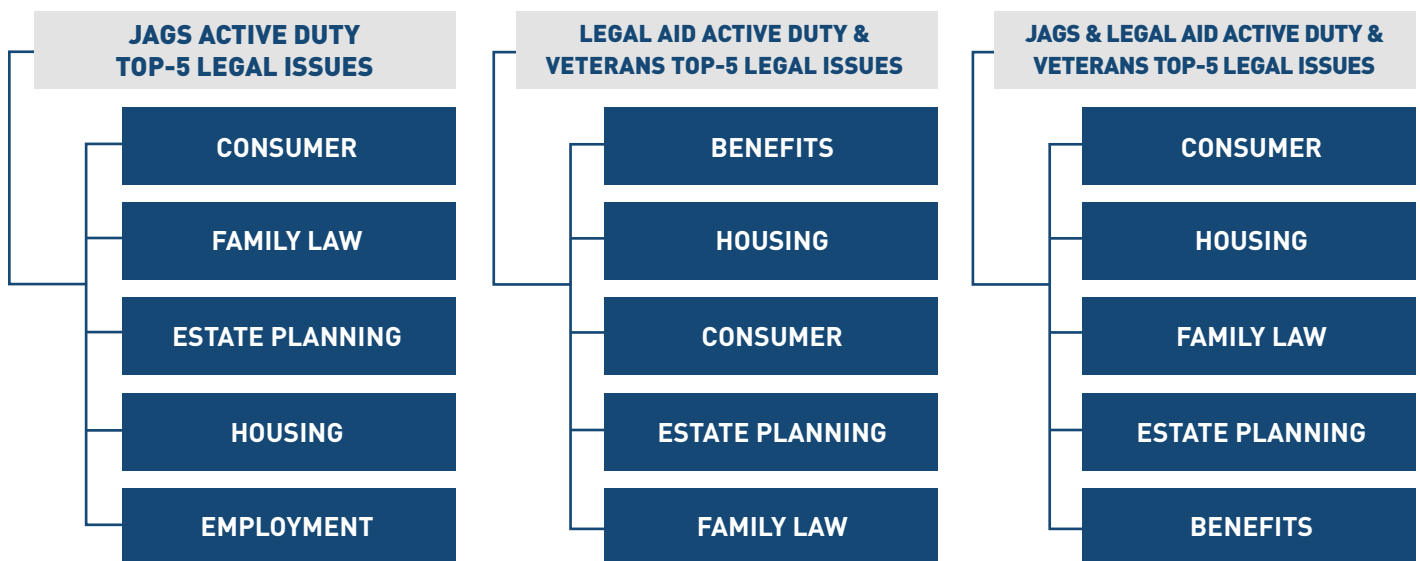 JAGS ACTIVE DUTY
TOP-5 LEGAL ISSUES
CONSUMER
FAMILY LAW
ESTATE PLANNING
HOUSING
EMPLOYMENT
LEGAL AID ACTIVE DUTY &
VETERANS TOP-5 LEGAL ISSUES
BENEFITS
HOUSING
CONSUMER
ESTATE PLANNING
FAMILY LAW
JAGS & LEGAL AID ACTIVE DUTY &
VETERANS TOP-5 LEGAL ISSUES
CONSUMER
HOUSING
FAMILY LAW
ESTATE PLANNING
BENEFITS